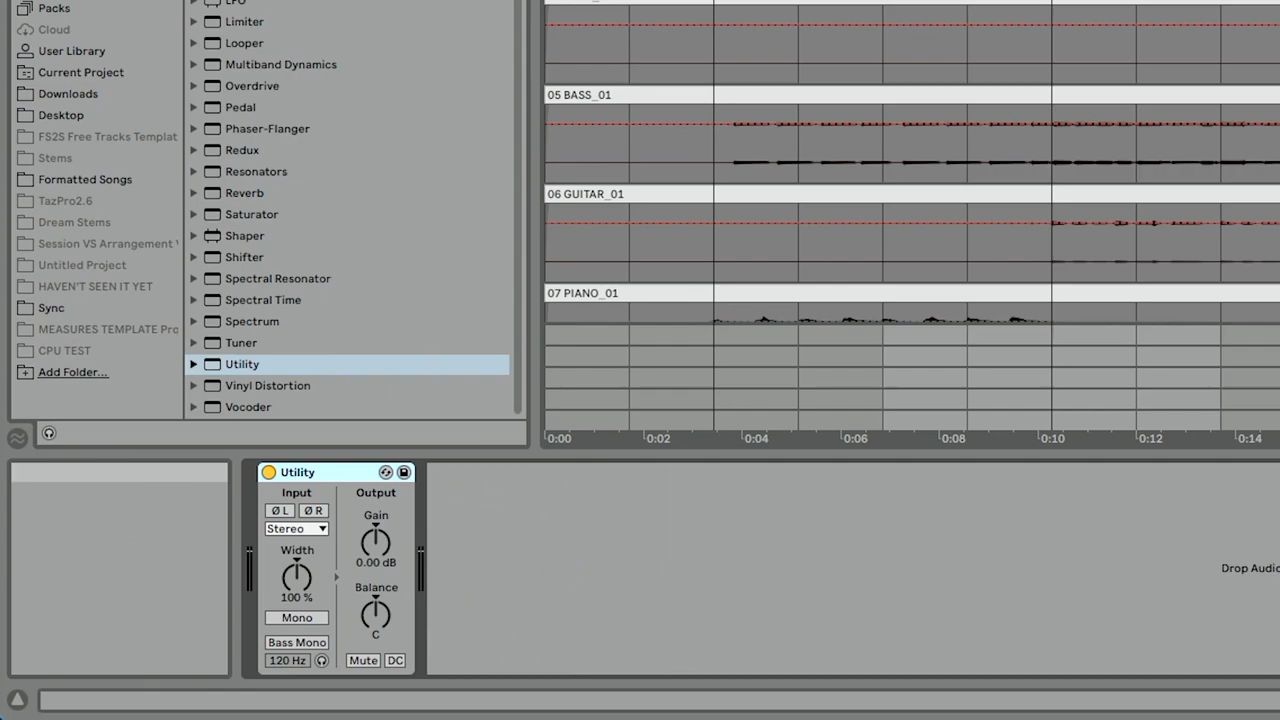 Packs
Cloud
User Library
Current Project
Downloads
Desktop
FS2S Free Tracks Templat
Stems
Formatted Songs
TazPro2.6
Dream Stems
Session VS Arrangement
Untitled Project
HAVEN'T SEEN IT YET
Sync
MEASURES TEMPLATE Pro
CPU TEST
Add Folder...
LFO
Limiter
Looper
Multiband Dynamics
Overdrive
Pedal
Phaser-Flanger
Redux
Resonators
Reverb
Saturator
Shaper
Shifter
Spectral Resonator
Spectral Time
Spectrum
Tuner
Utility
Vinyl Distortion
Vocoder
05 BASS_01
06 GUITAR_01
07 PIANO_01
0:00 0:02 0:04 0:06 0:08 0:10 0:12 0:14
Utility
Input Output
Ø L Ø R
Stereo
Gain
0.00 dB
Width
100 %
Balance
C
Mono
Bass Mono
120 Hz
Mute DC
Drop Audio